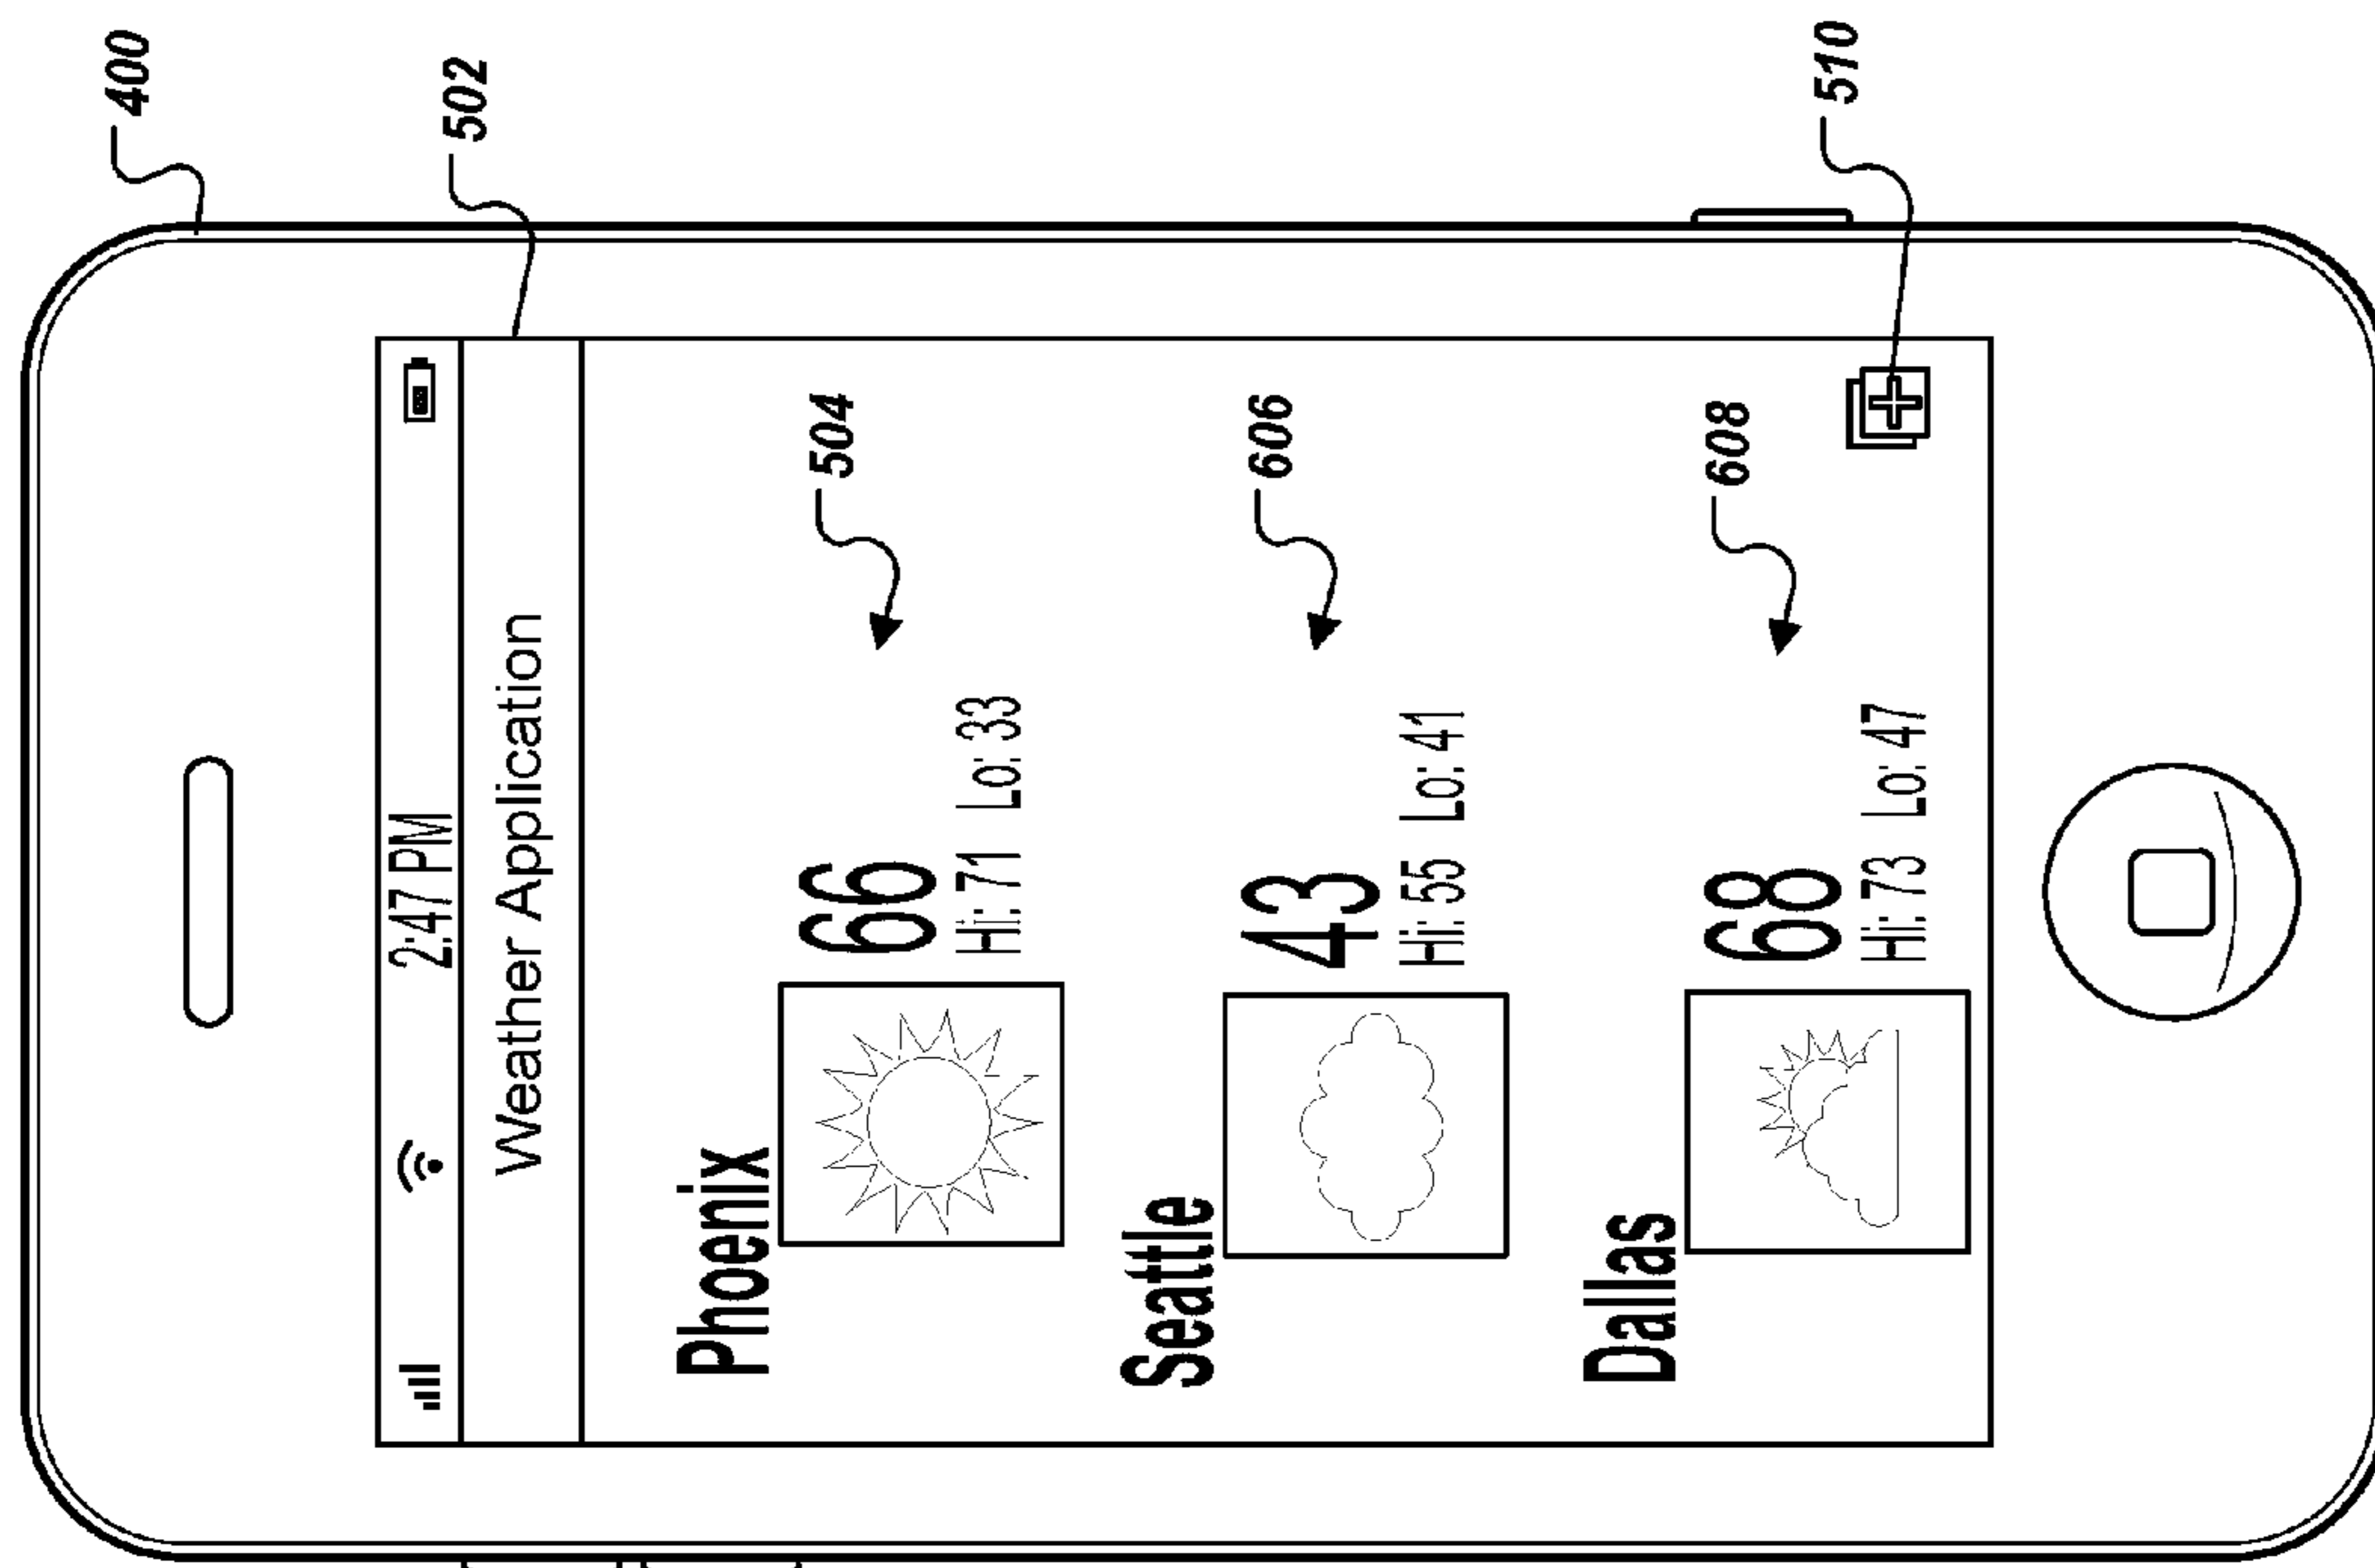 400
502
2:47 PM
Weather Application
Phoenix
504
66
Hi: 71 Lo: 33
Seattle
606
43
Hi: 55 Lo: 41
Dallas
608
68
Hi: 73 Lo: 47
510